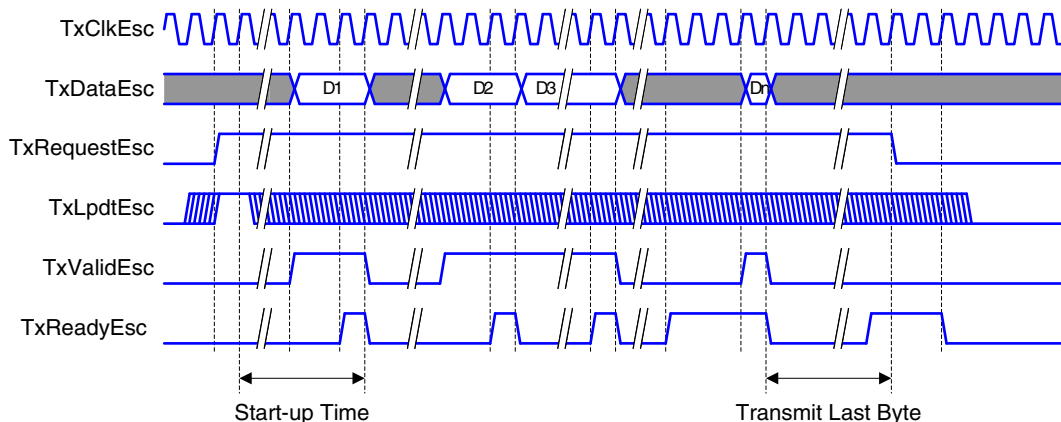 TxClkEsc
TxDataEsc
D1
D2
D3
Dn
TxRequestEsc
TxLpdtEsc
TxValidEsc
TxReadyEsc
Start-up Time
Transmit Last Byte